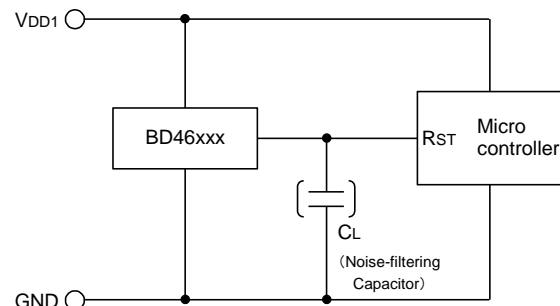 VDD1
BD46xxx
RST
Micro
controller
CL
（Noise-filtering
Capacitor）
GND